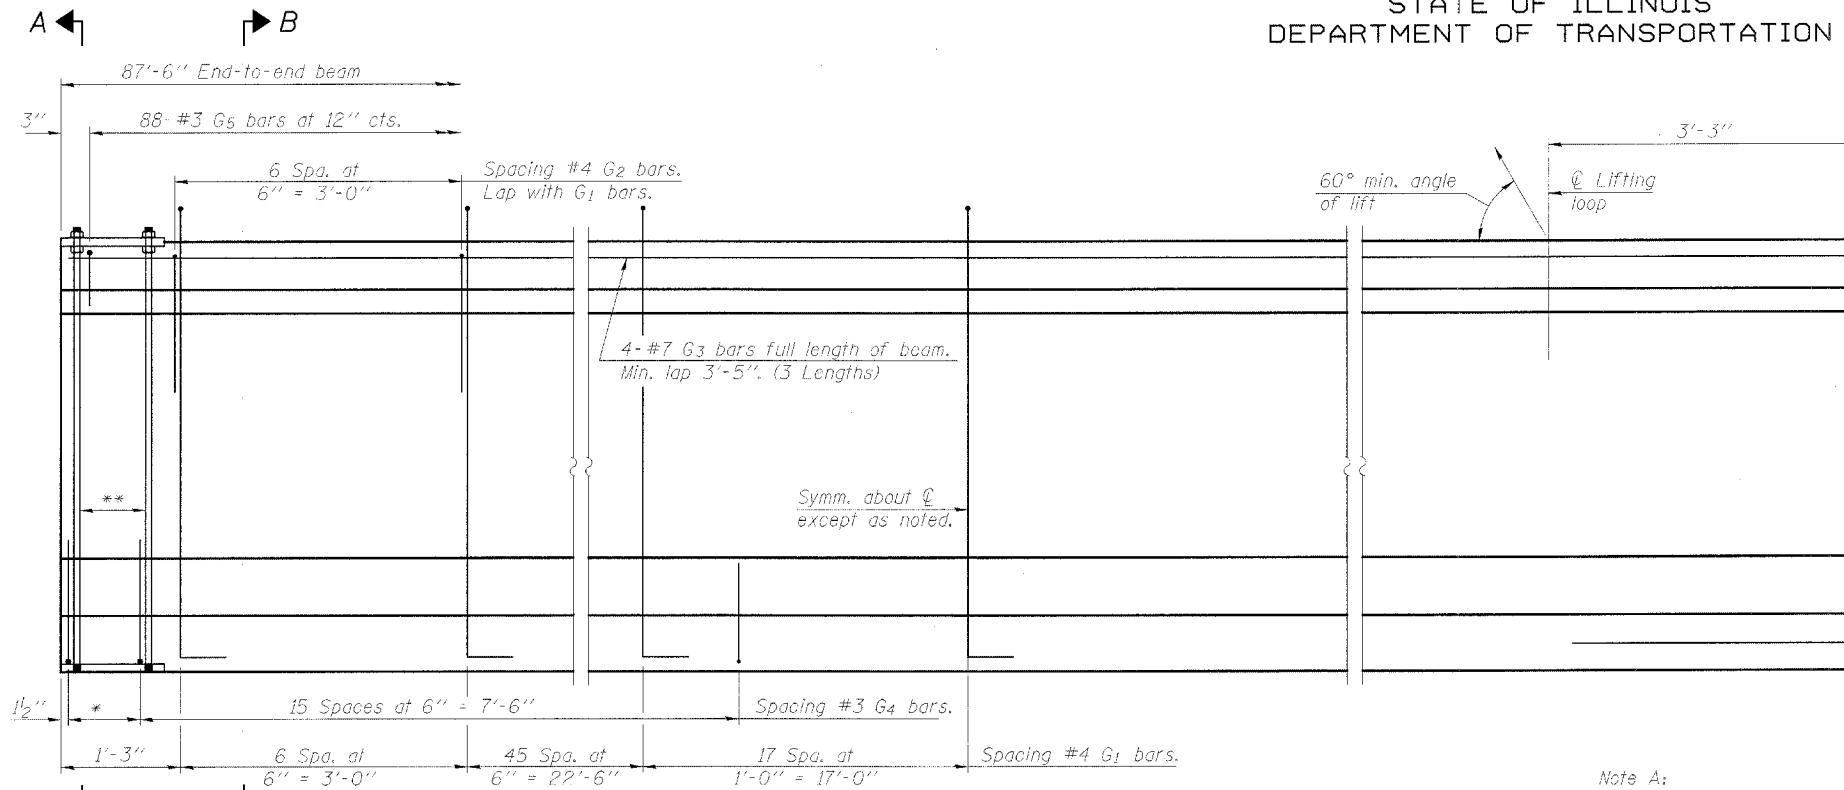 STATE OF ILLINOIS
DEPARTMENT OF TRANSPORTATION
A B
87'-6" End-to-end beam
3"
88-#3 G5 bars at 12" cts.
3'-3"
6 Spa. at
6" = 3'-0"
Spacing #4 G2 bars.
Lap with G1 bars.
60° min. angle
of lift
℄ Lifting
loop
4-#7 G3 bars full length of beam.
Min. lap 3'-5". (3 Lengths)
**
Symm. about ℄
except as noted.
1½"
*
15 Spaces at 6" = 7'-6"
Spacing #3 G4 bars.
1'-3"
6 Spa. at
6" = 3'-0"
45 Spa. at
6" = 22'-6"
17 Spa. at
1'-0" = 17'-0"
Spacing #4 G1 bars.
Note A: